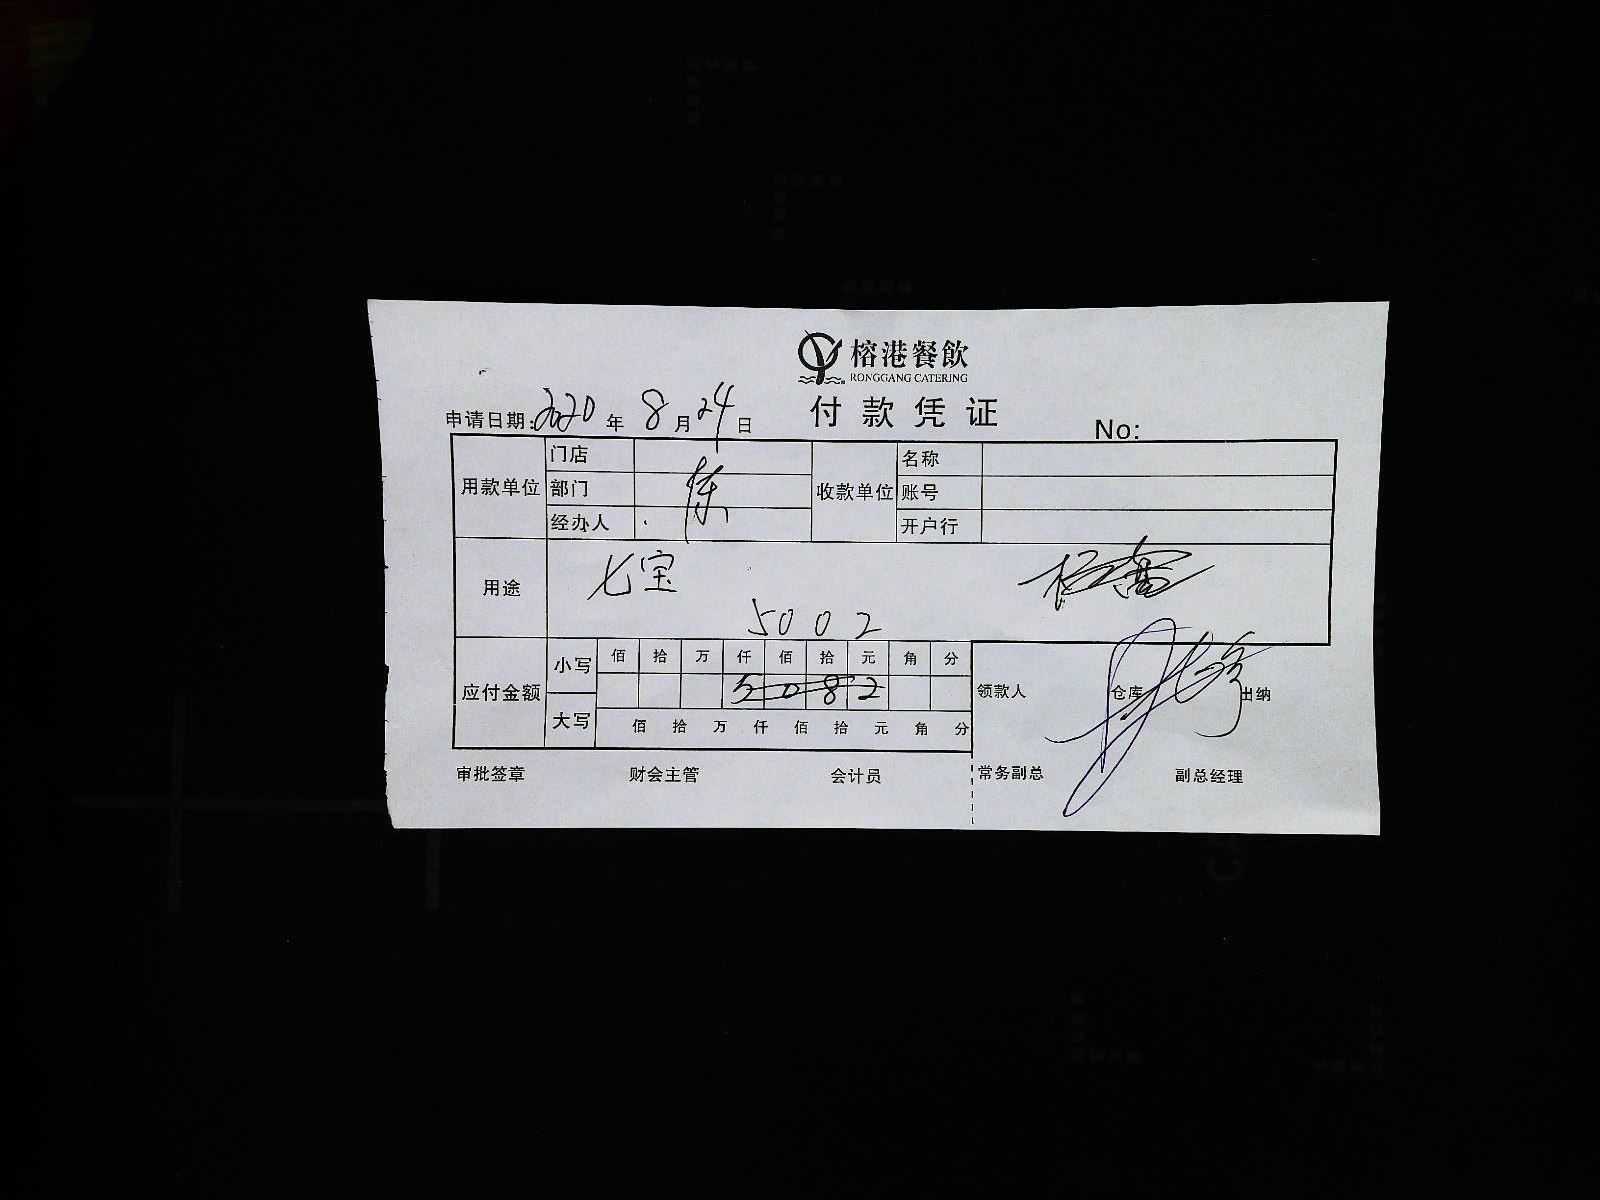 榕港餐飲
RONGGANG CATERING
付款凭证
申请日期:2020年8月24日 No:
用款单位 门店 收款单位 名称
部门 账号
经办人 开户行
用途 七宝
5002
应付金额 小写 佰 拾 万 仟 佰 拾 元 角 分
5082
领款人 仓库 出纳
大写 佰 拾 万 仟 佰 拾 元 角 分
审批签章 财会主管 会计员 常务副总 副总经理